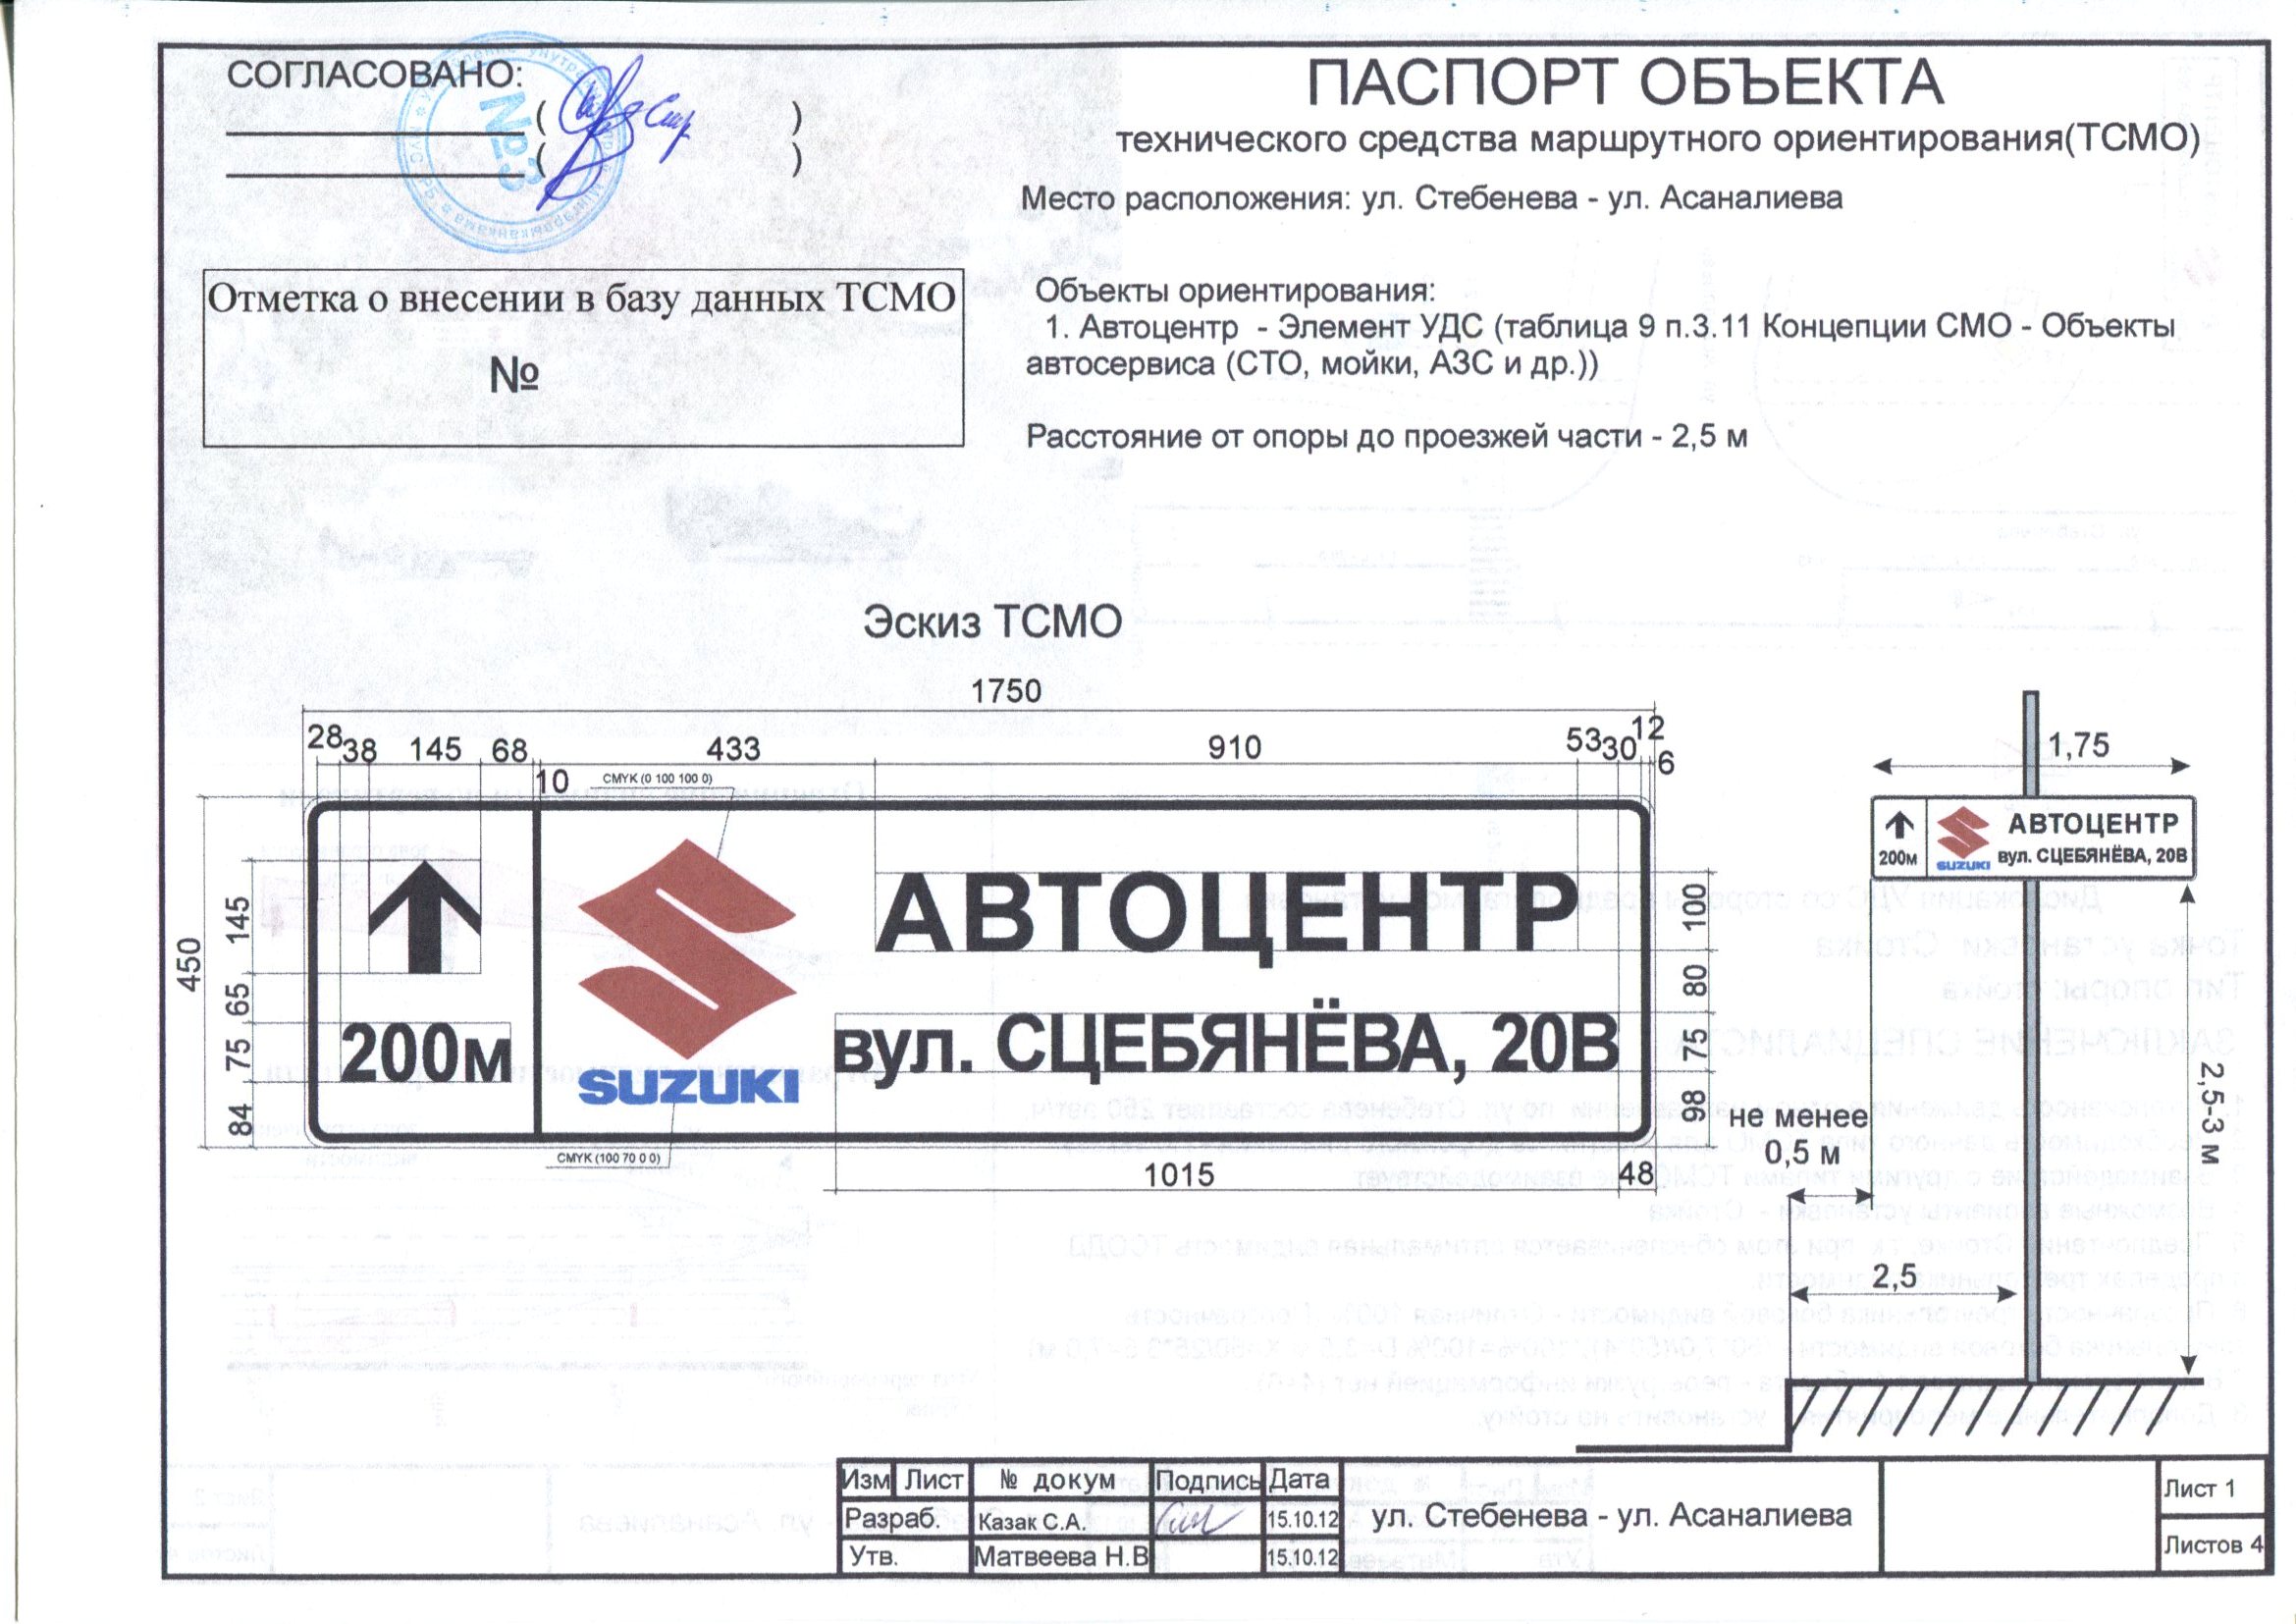 СОГЛАСОВАНО:
№3
ПАСПОРТ ОБЪЕКТА
технического средства маршрутного ориентирования(ТСМО)
Место расположения: ул. Стебенева - ул. Асаналиева
Отметка о внесении в базу данных ТСМО
№
Объекты ориентирования:
1. Автоцентр - Элемент УДС (таблица 9 п.3.11 Концепции СМО - Объекты
автосервиса (СТО, мойки, АЗС и др.))
Расстояние от опоры до проезжей части - 2,5 м
Эскиз ТСМО
1750
28 38 145 68 10 433 910 53 30 12 6
CMYK (0 100 100 0)
450
145 65 75 84
200м
SUZUKI
АВТОЦЕНТР
вул. СЦЕБЯНЁВА, 20В
100 80 75 98
CMYK (100 70 0 0)
1015 48
1,75
200м
SUZUKI
АВТОЦЕНТР
вул. СЦЕБЯНЁВА, 20В
не менее
0,5 м
2,5-3 м
2,5
Изм Лист № докум Подпись Дата
Разраб. Казак С.А. 15.10.12
Утв. Матвеева Н.В 15.10.12
ул. Стебенева - ул. Асаналиева
Лист 1
Листов 4